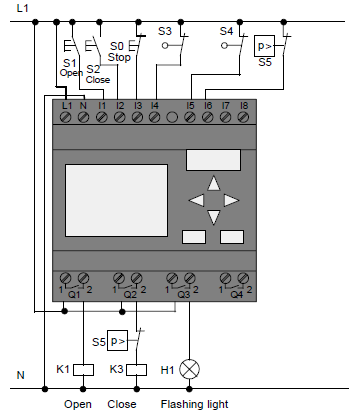 L1
S1
Open
S2
Close
S0
Stop
S3
S4
p>
S5
L1 N I1 I2 I3 I4 I5 I6 I7 I8
1 2 1 2 1 2 1 2
Q1 Q2 Q3 Q4
S5 p>
K1 K3 H1
N
Open Close Flashing light